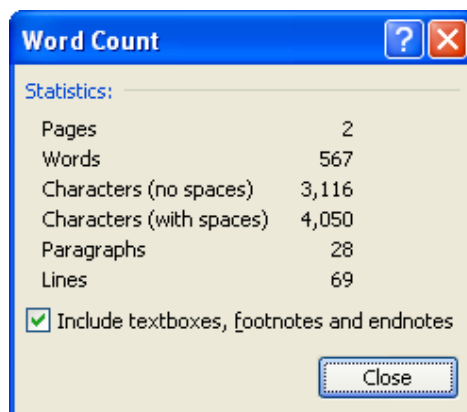 Word Count
Statistics:
Pages 2
Words 567
Characters (no spaces) 3,116
Characters (with spaces) 4,050
Paragraphs 28
Lines 69
Include textboxes, footnotes and endnotes
Close